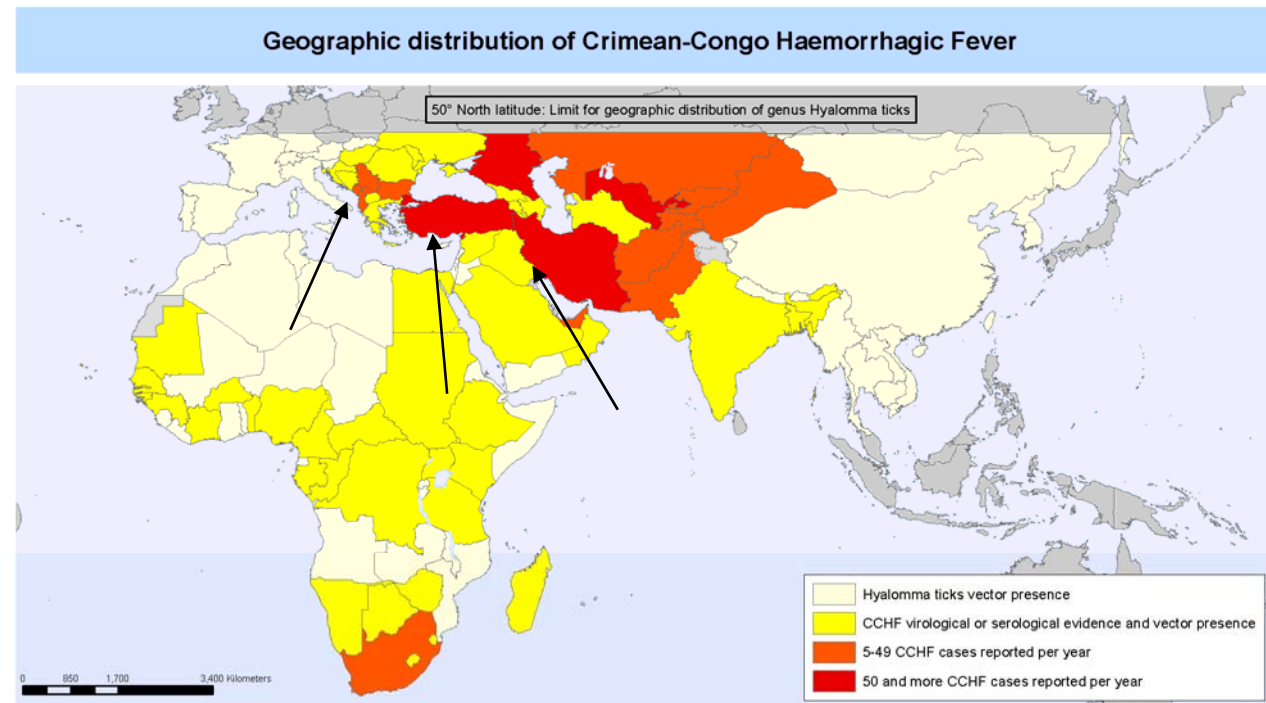 Geographic distribution of Crimean-Congo Haemorrhagic Fever
50° North latitude: Limit for geographic distribution of genus Hyalomma ticks
Hyalomma ticks vector presence
CCHF virological or serological evidence and vector presence
5-49 CCHF cases reported per year
50 and more CCHF cases reported per year
0 850 1,700 3,400 Kilometers